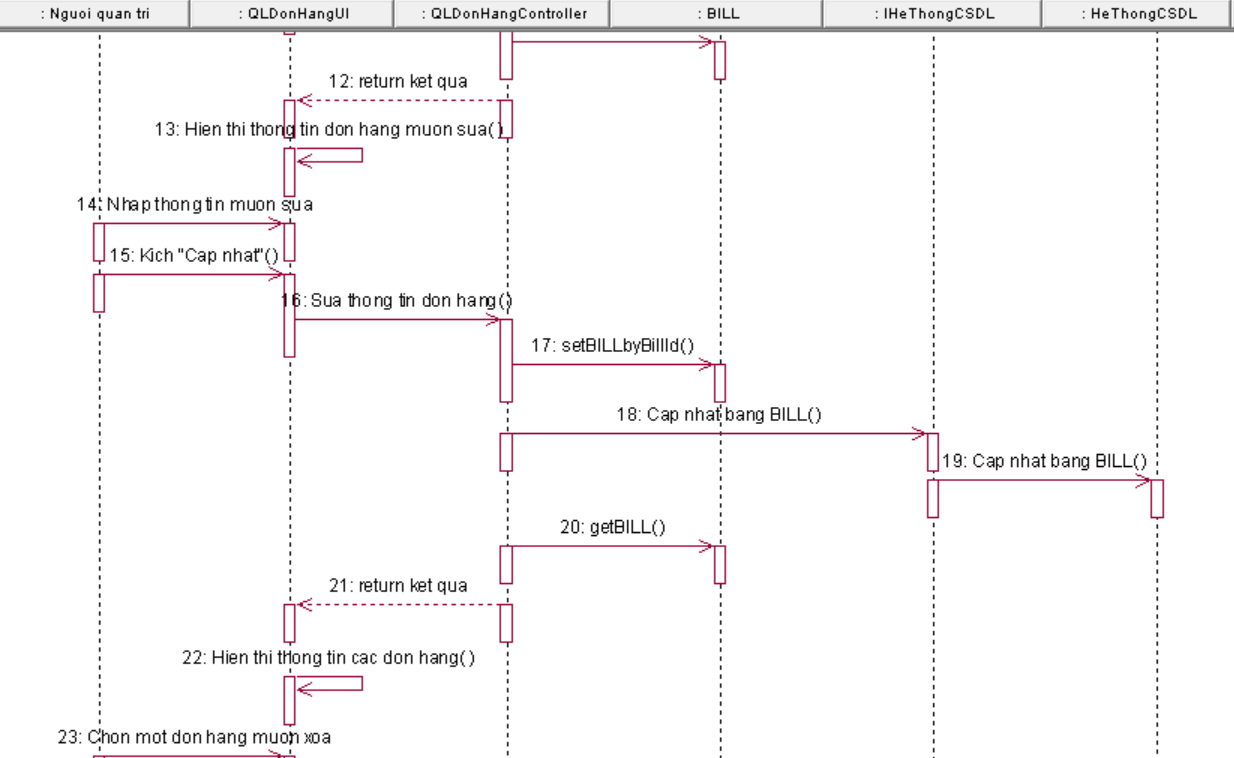 : Nguoi quan tri
: QLDonHangUI
: QLDonHangController
: BILL
: IHeThongCSDL
: HeThongCSDL
12: return ket qua
13: Hien thi thong tin don hang muon sua()
14: Nhap thong tin muon sua
15: Kich "Cap nhat"()
16: Sua thong tin don hang()
17: setBILLbyBillId()
18: Cap nhat bang BILL()
19: Cap nhat bang BILL()
20: getBILL()
21: return ket qua
22: Hien thi thong tin cac don hang()
23: Chon mot don hang muon xoa